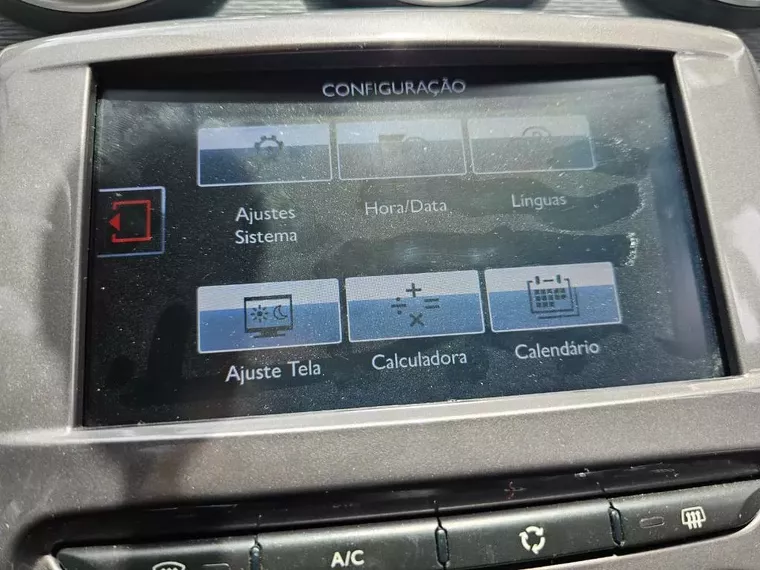 CONFIGURAÇÃO
Ajustes
Sistema
Hora/Data
Línguas
Ajuste Tela
Calculadora
Calendário
A/C